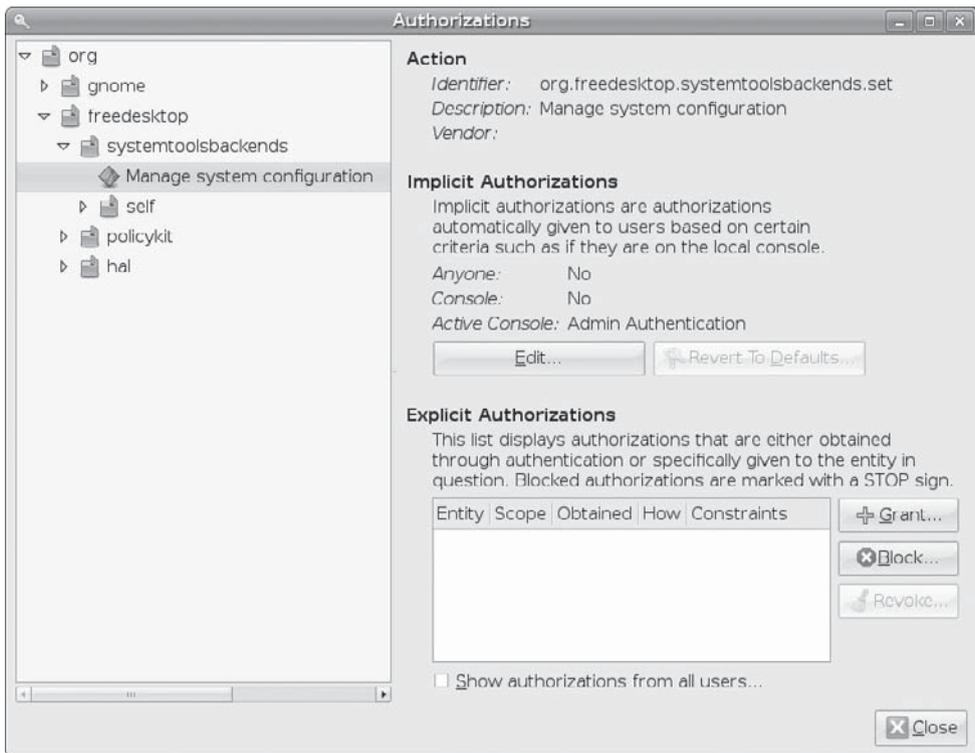 Authorizations
org
gnome
freedesktop
systemtoolsbackends
Manage system configuration
self
policykit
hal
Action
Identifier: org.freedesktop.systemtoolsbackends.set
Description: Manage system configuration
Vendor:
Implicit Authorizations
Implicit authorizations are authorizations
automatically given to users based on certain
criteria such as if they are on the local console.
Anyone: No
Console: No
Active Console: Admin Authentication
Edit...
Revert To Defaults...
Explicit Authorizations
This list displays authorizations that are either obtained
through authentication or specifically given to the entity in
question. Blocked authorizations are marked with a STOP sign.
Entity Scope Obtained How Constraints
Grant...
Block...
Revoke...
Show authorizations from all users...
Close